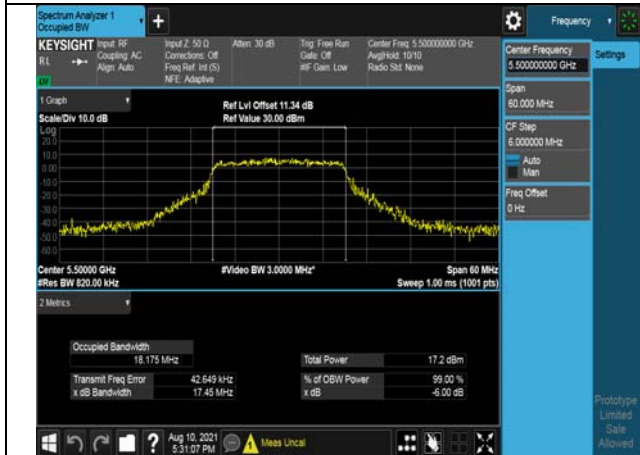 Spectrum Analyzer 1
Occupied BW
Frequency
KEYSIGHT Input: RF
RL Coupling: AC
Align: Auto
Input Z: 50 Ω
Corrections: Off
Freq Ref: Int (S)
NFE: Adaptive
Atten: 30 dB
Trig: Free Run
Gate: Off
#IF Gain: Low
Center Freq: 5.500000000 GHz
Avg|Hold: 10/10
Radio Std: None
Center Frequency
5.500000000 GHz
Settings
Span
60.000 MHz
CF Step
6.000000 MHz
Auto
Man
Freq Offset
0 Hz
1 Graph
Scale/Div 10.0 dB
Ref Lvl Offset 11.34 dB
Ref Value 30.00 dBm
Log
20.0
10.0
0.00
-10.0
-20.0
-30.0
-40.0
-50.0
-60.0
Center 5.50000 GHz
#Res BW 820.00 kHz
#Video BW 3.0000 MHz*
Span 60 MHz
Sweep 1.00 ms (1001 pts)
2 Metrics
Occupied Bandwidth
18.175 MHz
Total Power 17.2 dBm
Transmit Freq Error 42.649 kHz
% of OBW Power 99.00 %
x dB Bandwidth 17.45 MHz
x dB -6.00 dB
Aug 10, 2021
5:31:07 PM
Meas Uncal
Prototype
Limited
Sale
Allowed